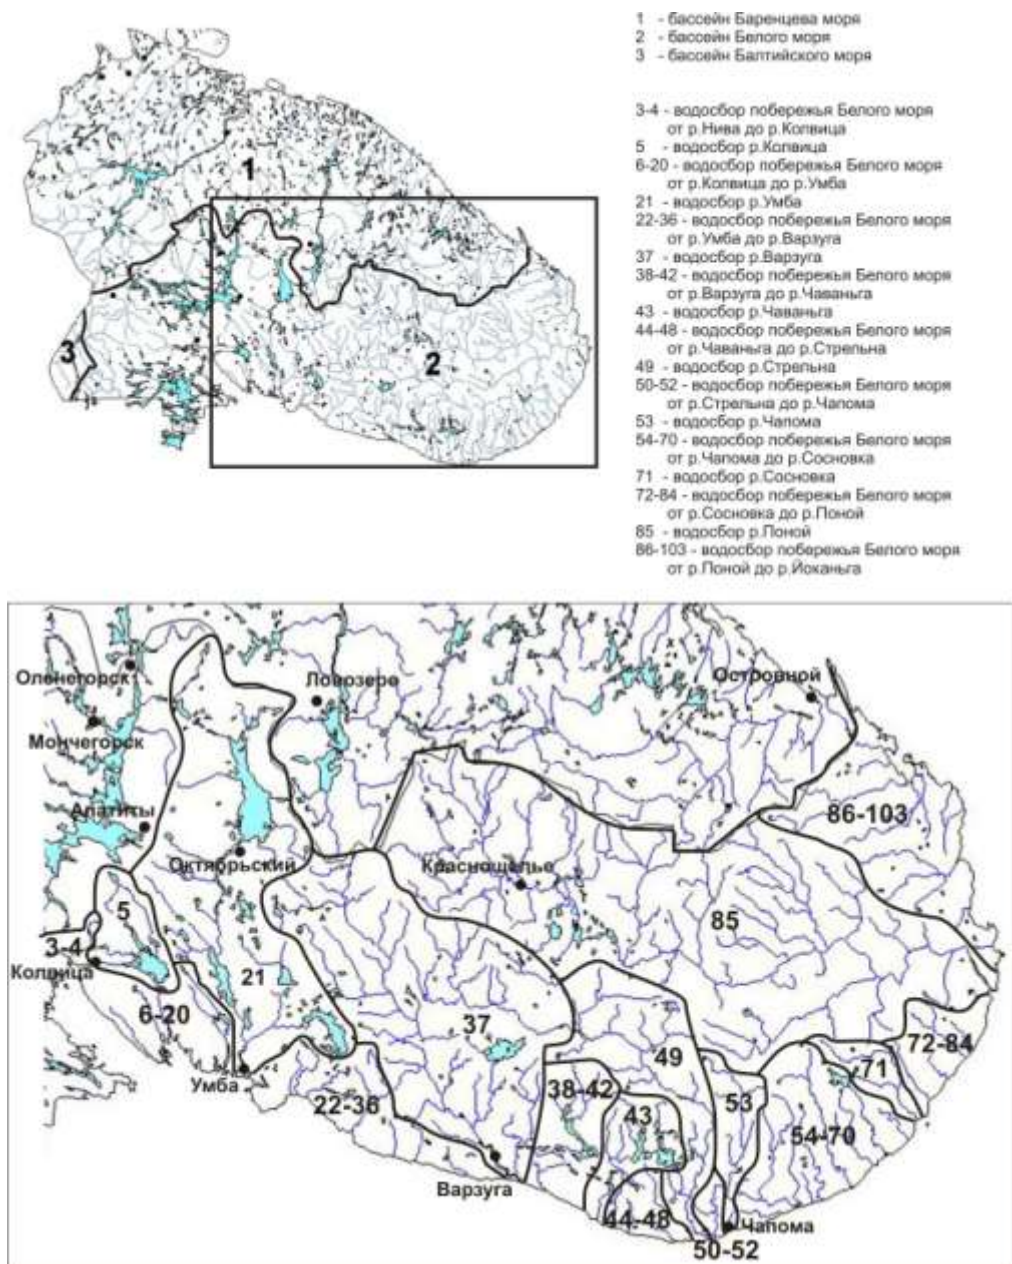 1 - бассейн Баренцева моря
2 - бассейн Белого моря
3 - бассейн Балтийского моря
3-4 - водосбор побережья Белого моря
от р.Нива до р.Колвица
5 - водосбор р.Колвица
6-20 - водосбор побережья Белого моря
от р.Колвица до р.Умба
21 - водосбор р.Умба
22-36 - водосбор побережья Белого моря
от р.Умба до р.Варзуга
37 - водосбор р.Варзуга
38-42 - водосбор побережья Белого моря
от р.Варзуга до р.Чаваньга
43 - водосбор р.Чаваньга
44-48 - водосбор побережья Белого моря
от р.Чаваньга до р.Стрельна
49 - водосбор р.Стрельна
50-52 - водосбор побережья Белого моря
от р.Стрельна до р.Чапома
53 - водосбор р.Чапома
54-70 - водосбор побережья Белого моря
от р.Чапома до р.Сосновка
71 - водосбор р.Сосновка
72-84 - водосбор побережья Белого моря
от р.Сосновка до р.Поной
85 - водосбор р.Поной
86-103 - водосбор побережья Белого моря
от р.Поной до р.Йоканьга
1
3
2
Оленегорск
Ловозеро
Островной
Мончегорск
Апатиты
86-103
Октябрьский
Краснощелье
5
85
3-4
Колвица
21
6-20
37
72-84
49
71
Умба
38-42
53
22-36
43
54-70
Варзуга
44-48
Чапома
50-52